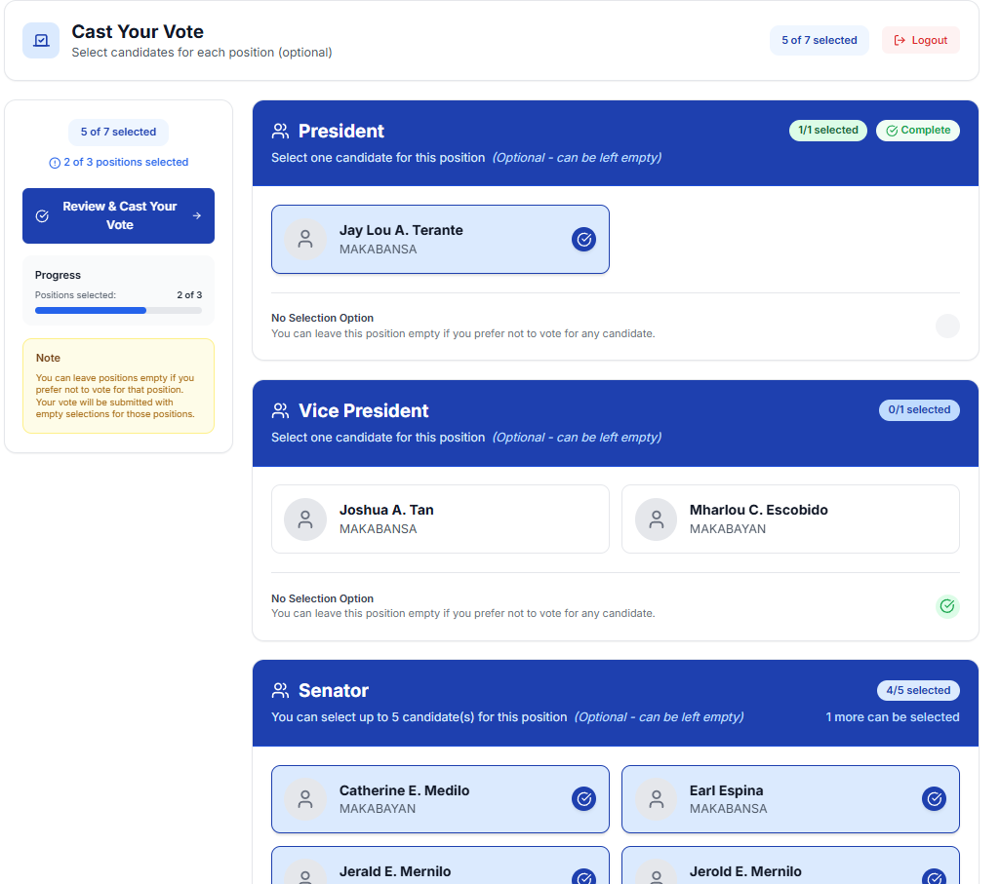 Cast Your Vote
Select candidates for each position (optional)
5 of 7 selected
Logout
5 of 7 selected
2 of 3 positions selected
Review & Cast Your
Vote
Progress
Positions selected: 2 of 3
Note
You can leave positions empty if you
prefer not to vote for that position.
Your vote will be submitted with
empty selections for those positions.
President
1/1 selected
Complete
Select one candidate for this position (Optional - can be left empty)
Jay Lou A. Terante
MAKABANSA
No Selection Option
You can leave this position empty if you prefer not to vote for any candidate.
Vice President
0/1 selected
Select one candidate for this position (Optional - can be left empty)
Joshua A. Tan
MAKABANSA
Mharlou C. Escobido
MAKABAYAN
No Selection Option
You can leave this position empty if you prefer not to vote for any candidate.
Senator
4/5 selected
You can select up to 5 candidate(s) for this position (Optional - can be left empty)
1 more can be selected
Catherine E. Medilo
MAKABAYAN
Earl Espina
MAKABANSA
Jerald E. Mernilo
Jerold E. Mernilo